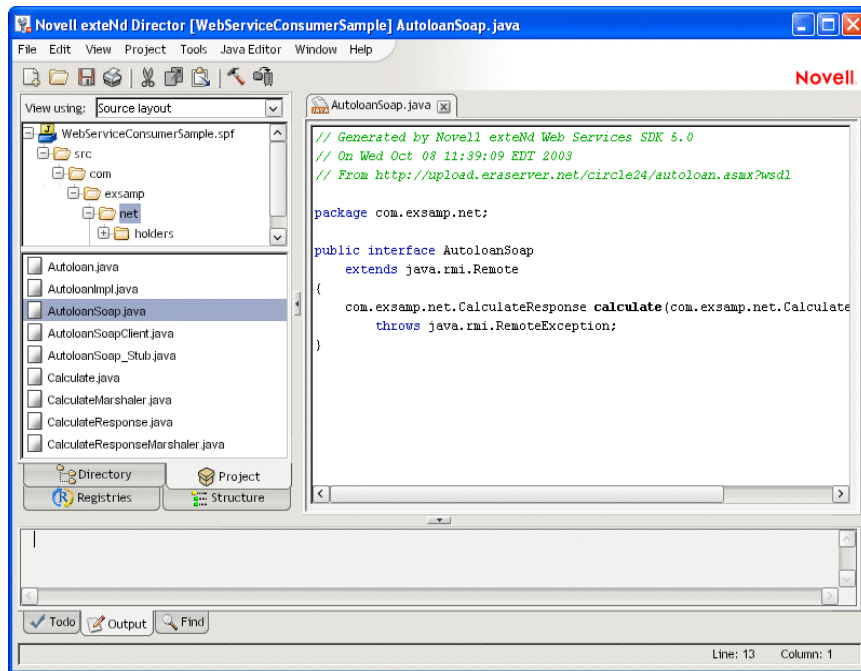 Novell exteNd Director [WebServiceConsumerSample] AutoloanSoap.java
File Edit View Project Tools Java Editor Window Help
Novell
View using: Source layout
WebServiceConsumerSample.spf
src
com
exsamp
net
holders
Autoloan.java
AutoloanImpl.java
AutoloanSoap.java
AutoloanSoapClient.java
AutoloanSoap_Stub.java
Calculate.java
CalculateMarshaler.java
CalculateResponse.java
CalculateResponseMarshaler.java
Directory Project
Registries Structure
AutoloanSoap.java
// Generated by Novell exteNd Web Services SDK 5.0
// On Wed Oct 08 11:39:09 EDT 2003
// From http://upload.eraserver.net/circle24/autoloan.asmx?wsdl
package com.exsamp.net;
public interface AutoloanSoap
extends java.rmi.Remote
{
com.exsamp.net.CalculateResponse calculate(com.exsamp.net.Calculate
throws java.rmi.RemoteException;
}
Todo Output Find
Line: 13 Column: 1